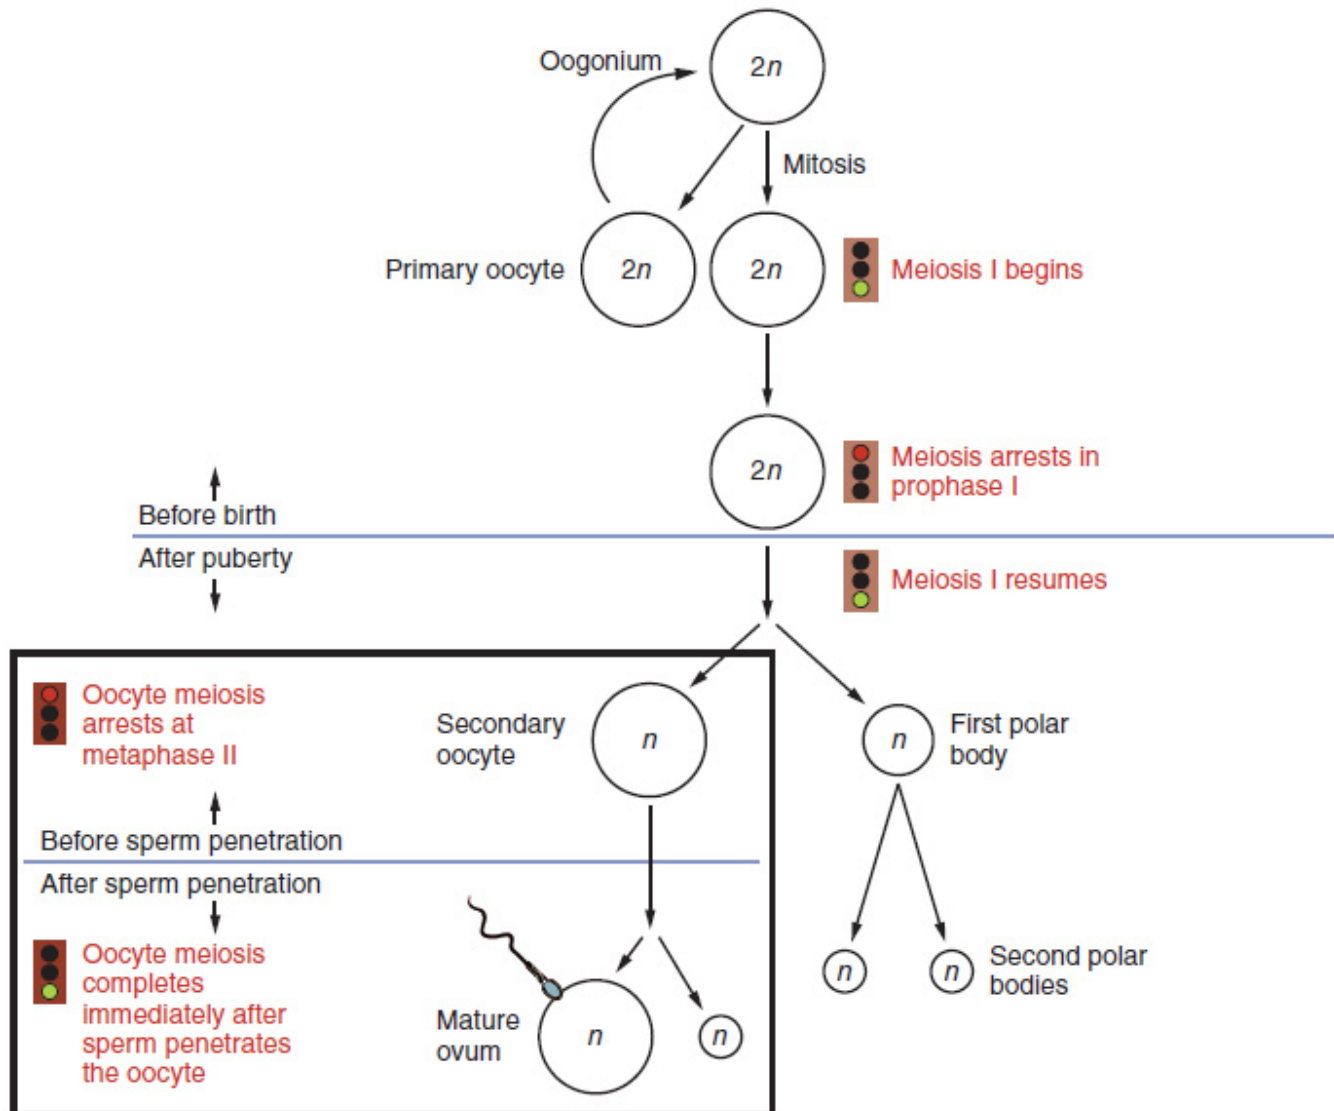 Oogonium
2n
Mitosis
Primary oocyte
2n
2n
Meiosis I begins
2n
Meiosis arrests in
prophase I
Before birth
After puberty
Meiosis I resumes
Oocyte meiosis
arrests at
metaphase II
Secondary
oocyte
n
n
First polar
body
Before sperm penetration
After sperm penetration
Oocyte meiosis
completes
immediately after
sperm penetrates
the oocyte
Mature
ovum
n
n
n
n
Second polar
bodies